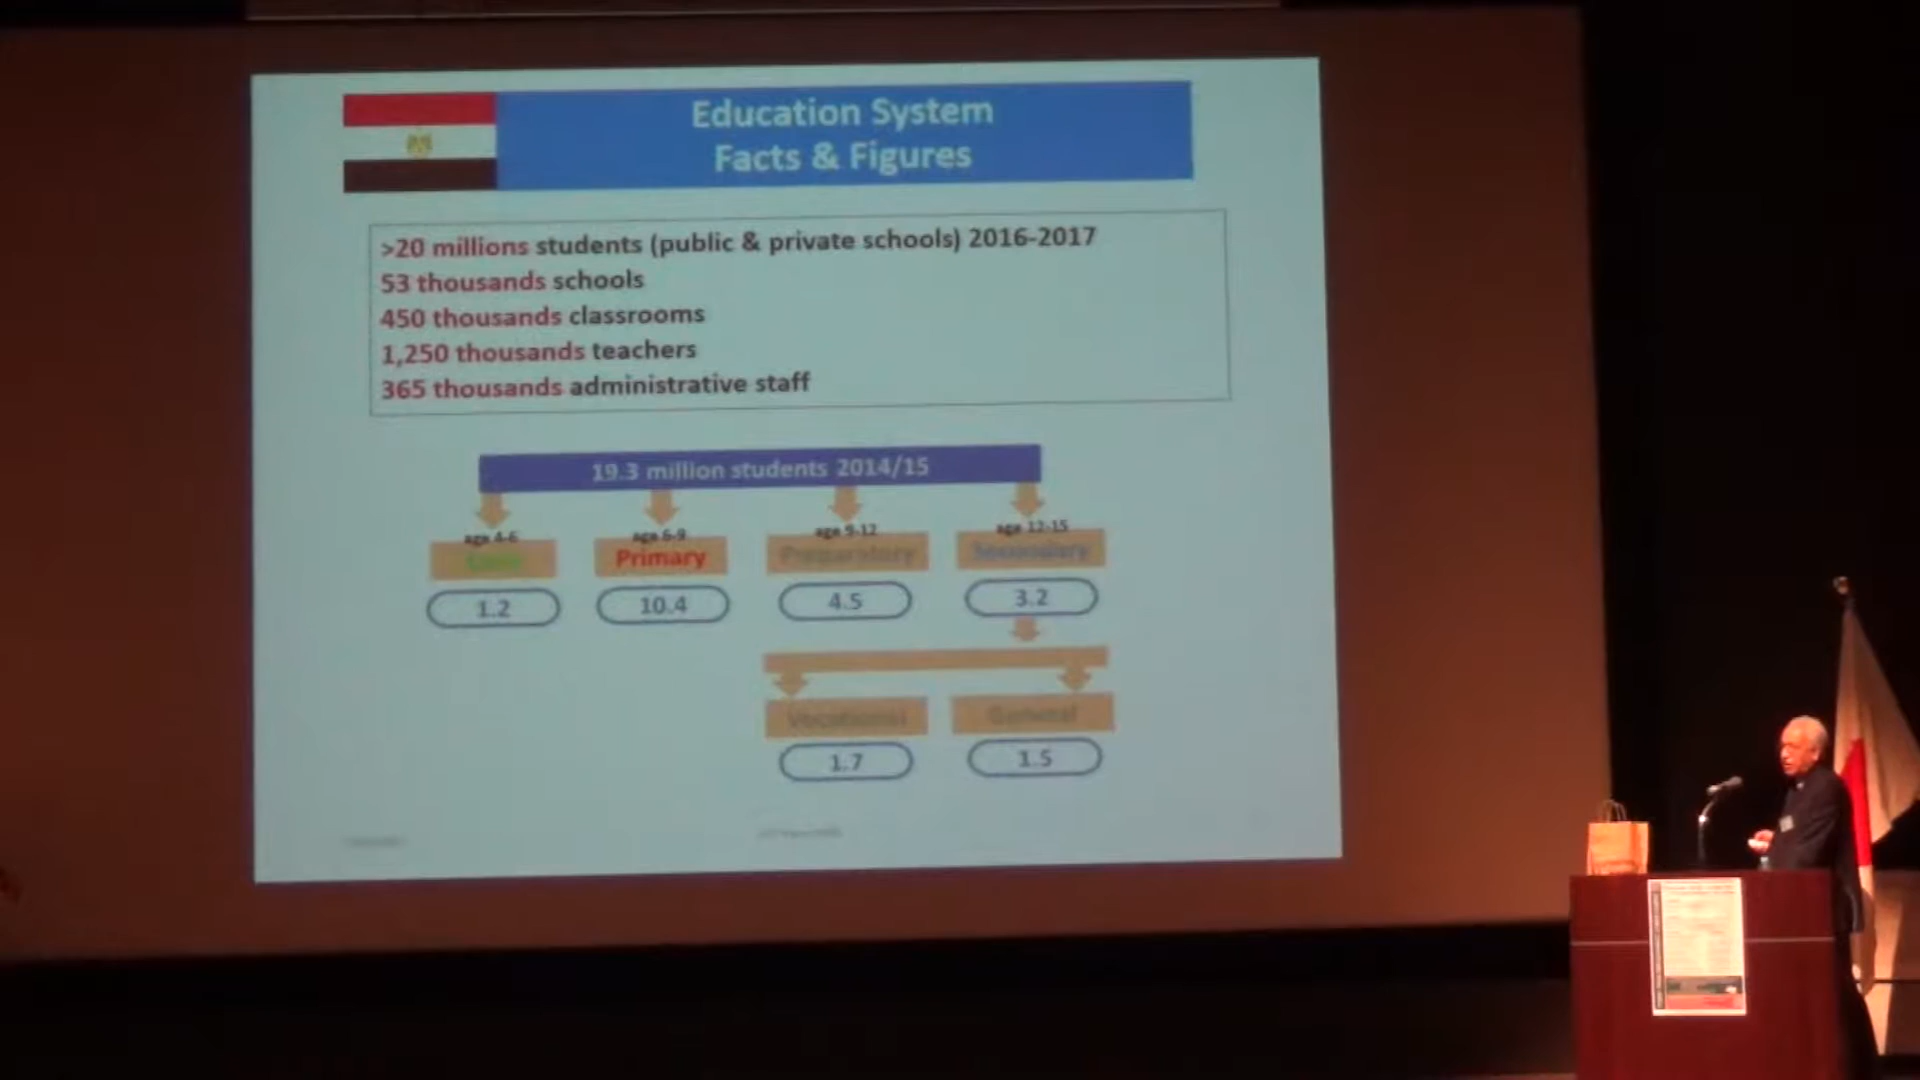 Education System
Facts & Figures
>20 millions students (public & private schools) 2016-2017
53 thousands schools
450 thousands classrooms
1,250 thousands teachers
365 thousands administrative staff
19.3 million students 2014/15
age 4-6
age 6-9
age 9-12
age 12-15
Primary
Preparatory
Secondary
1.2
10.4
4.5
3.2
Vocational
General
1.7
1.5